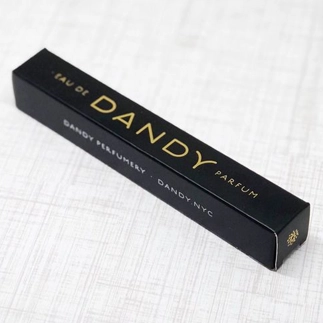 ·EAU DE DANDY PARFUM
DANDY PERFUMERY · DANDY.NYC